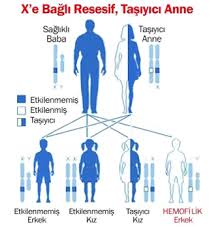 X'e Bağlı Resesif, Taşıyıcı Anne
Sağlıklı Baba
Taşıyıcı Anne
X Y
X X
Etkilenmemiş
Etkilenmiş
Taşıyıcı
X Y
X X
X X
X Y
Etkilenmemiş Erkek
Etkilenmemiş Kız
Taşıyıcı Kız
HEMOFİLİK Erkek